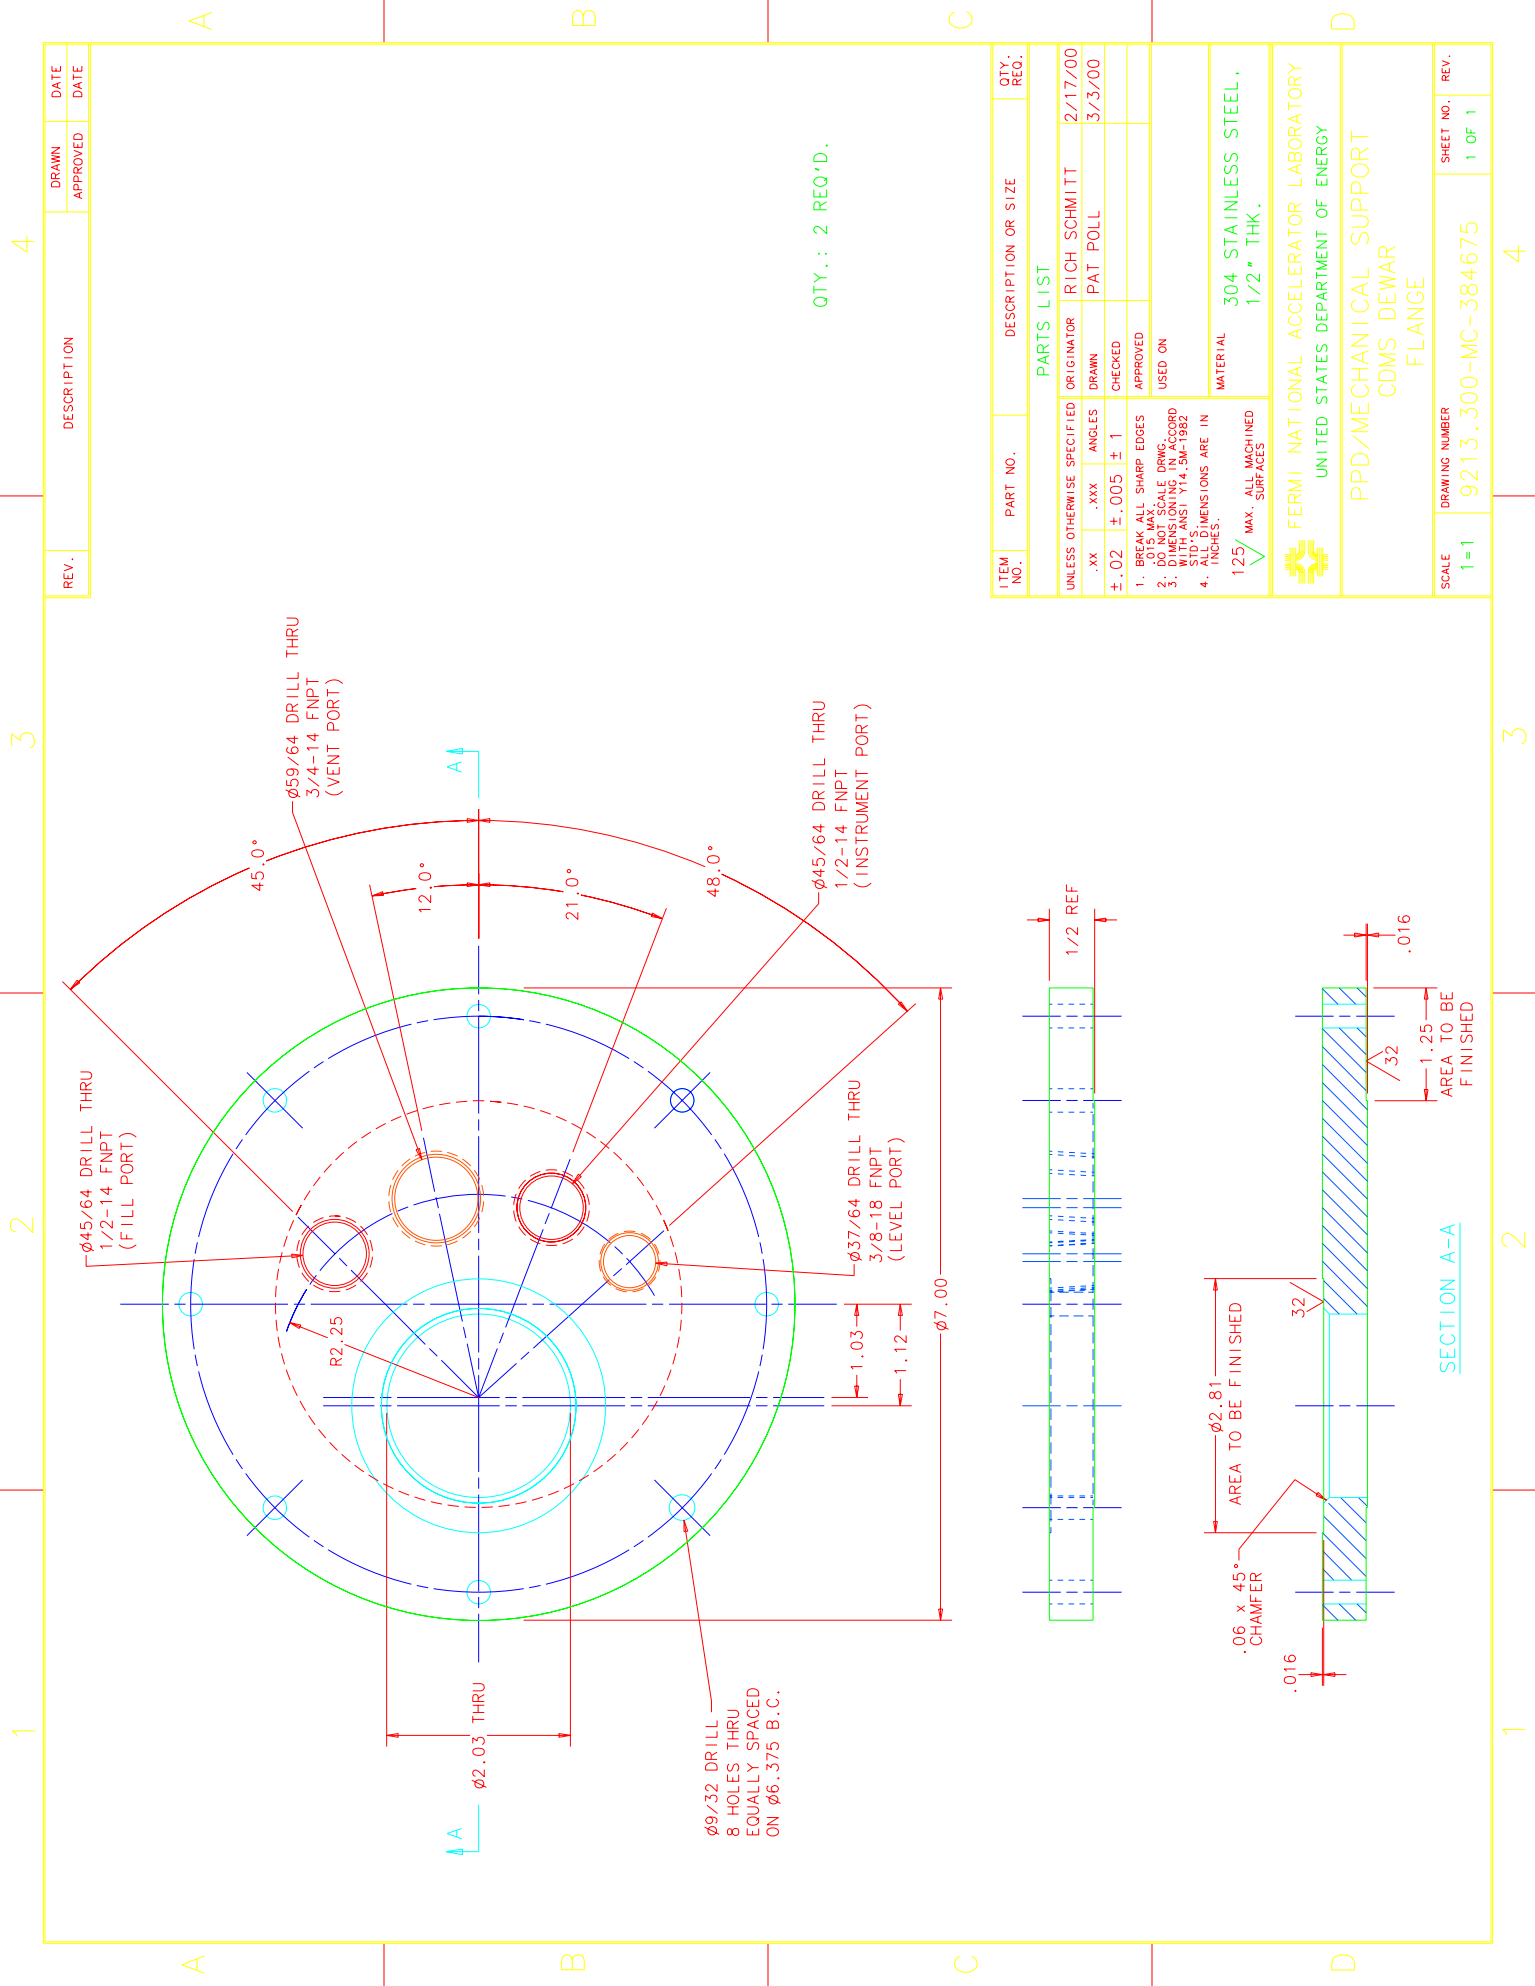 1
2
3
4
A
B
C
D
A
B
C
D
1
2
3
4
REV.
DESCRIPTION
DRAWN
DATE
APPROVED
DATE
Ø45/64 DRILL THRU
1/2-14 FNPT
(FILL PORT)
Ø59/64 DRILL THRU
3/4-14 FNPT
(VENT PORT)
45.0°
12.0°
21.0°
48.0°
R2.25
A
A
Ø2.03 THRU
Ø45/64 DRILL THRU
1/2-14 FNPT
(INSTRUMENT PORT)
Ø37/64 DRILL THRU
3/8-18 FNPT
(LEVEL PORT)
Ø9/32 DRILL
8 HOLES THRU
EQUALLY SPACED
ON Ø6.375 B.C.
1.03
1.12
Ø7.00
QTY.: 2 REQ'D.
1/2 REF
Ø2.81
AREA TO BE FINISHED
.06 x 45°
CHAMFER
.016
32
32
.016
1.25
AREA TO BE
FINISHED
SECTION A-A
ITEM
NO.
PART NO.
DESCRIPTION OR SIZE
QTY.
REQ.
PARTS LIST
UNLESS OTHERWISE SPECIFIED
.XX
.XXX
ANGLES
±.02
±.005
± 1
1. BREAK ALL SHARP EDGES
.015 MAX.
2. DO NOT SCALE DRWG.
3. DIMENSIONING IN ACCORD
WITH ANSI Y14.5M-1982
STD'S.
4. ALL DIMENSIONS ARE IN
INCHES.
125
MAX. ALL MACHINED
SURFACES
ORIGINATOR
RICH SCHMITT
2/17/00
DRAWN
PAT POLL
3/3/00
CHECKED
APPROVED
USED ON
MATERIAL
304 STAINLESS STEEL,
1/2" THK.
FERMI NATIONAL ACCELERATOR LABORATORY
UNITED STATES DEPARTMENT OF ENERGY
PPD/MECHANICAL SUPPORT
CDMS DEWAR
FLANGE
SCALE
1=1
DRAWING NUMBER
9213.300-MC-384675
SHEET NO.
1 OF 1
REV.